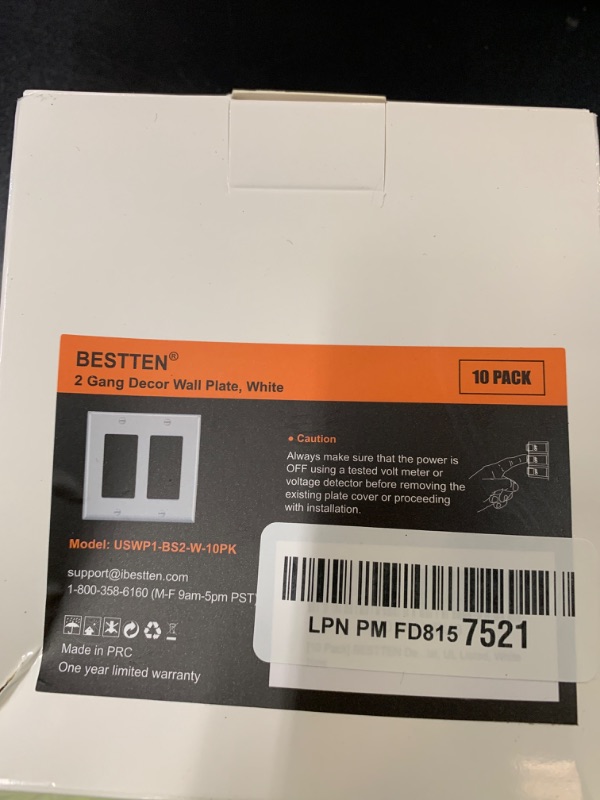 BESTTEN®
2 Gang Decor Wall Plate, White
10 PACK
• Caution
Always make sure that the power is
OFF using a tested volt meter or
voltage detector before removing the
existing plate cover or proceeding
with installation.
Model: USWP1-BS2-W-10PK
support@ibestten.com
1-800-358-6160 (M-F 9am-5pm PST)
Made in PRC
One year limited warranty
LPN PM FD815 7521